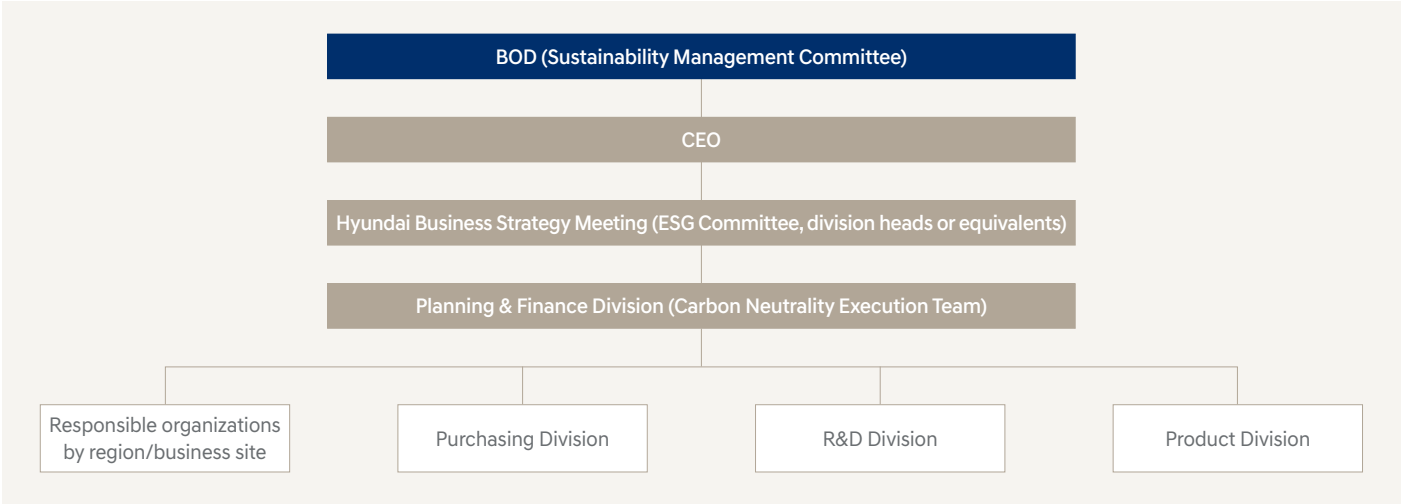 BOD (Sustainability Management Committee)
CEO
Hyundai Business Strategy Meeting (ESG Committee, division heads or equivalents)
Planning & Finance Division (Carbon Neutrality Execution Team)
Responsible organizations
by region/business site
Purchasing Division
R&D Division
Product Division